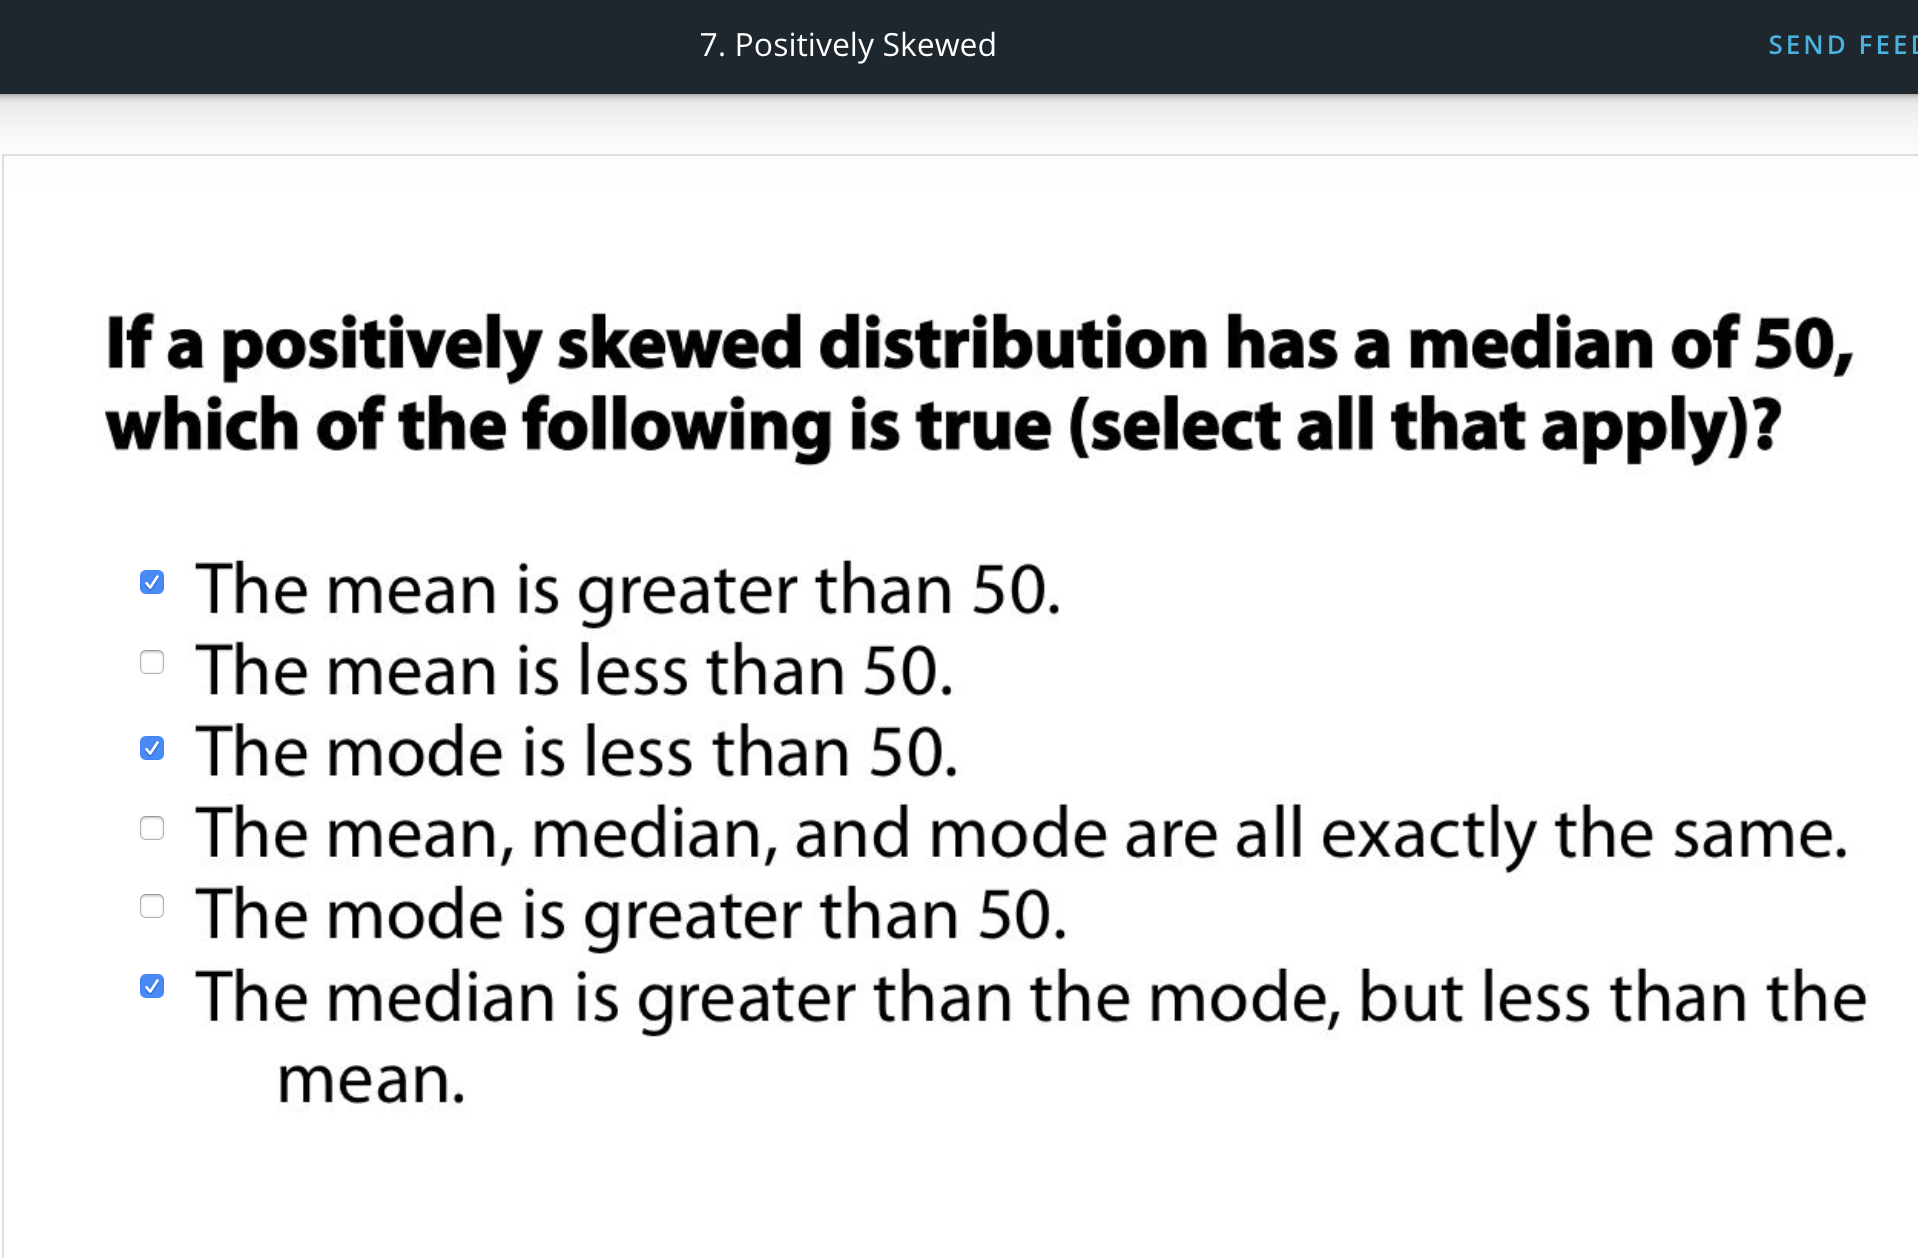 7. Positively Skewed
SEND FEED
If a positively skewed distribution has a median of 50,
which of the following is true (select all that apply)?
The mean is greater than 50.
The mean is less than 50.
The mode is less than 50.
The mean, median, and mode are all exactly the same.
The mode is greater than 50.
The median is greater than the mode, but less than the
mean.